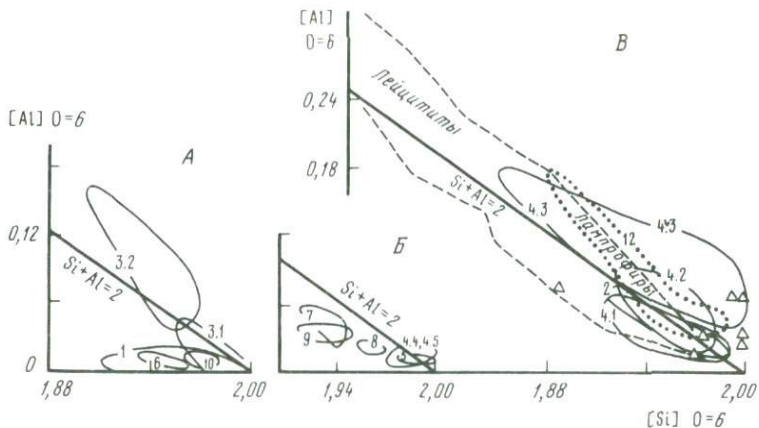 [Al] O=6
А
0,12
0
Si+Al=2
3.2
3.1
1
6
10
1,88
2,00
Б
Si+Al=2
7
9
8
4.4,4.5
1,94
2,00
[Al]
O=6
В
0,24
0,18
Лейцититы
Si+Al=2
4.3
12
4.3
лампрофиры
4.2
2
4.1
1,88
2,00
[Si] O=6